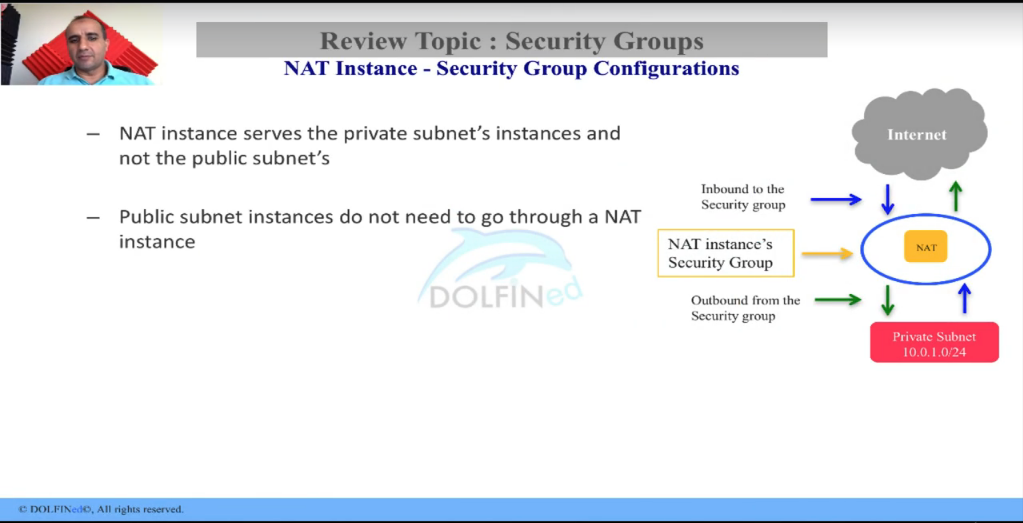 Review Topic : Security Groups
NAT Instance - Security Group Configurations
– NAT instance serves the private subnet's instances and
not the public subnet's
– Public subnet instances do not need to go through a NAT
instance
DOLFINed
Internet
Inbound to the
Security group
NAT
NAT instance's
Security Group
Outbound from the
Security group
Private Subnet
10.0.1.0/24
© DOLFINed©, All rights reserved.